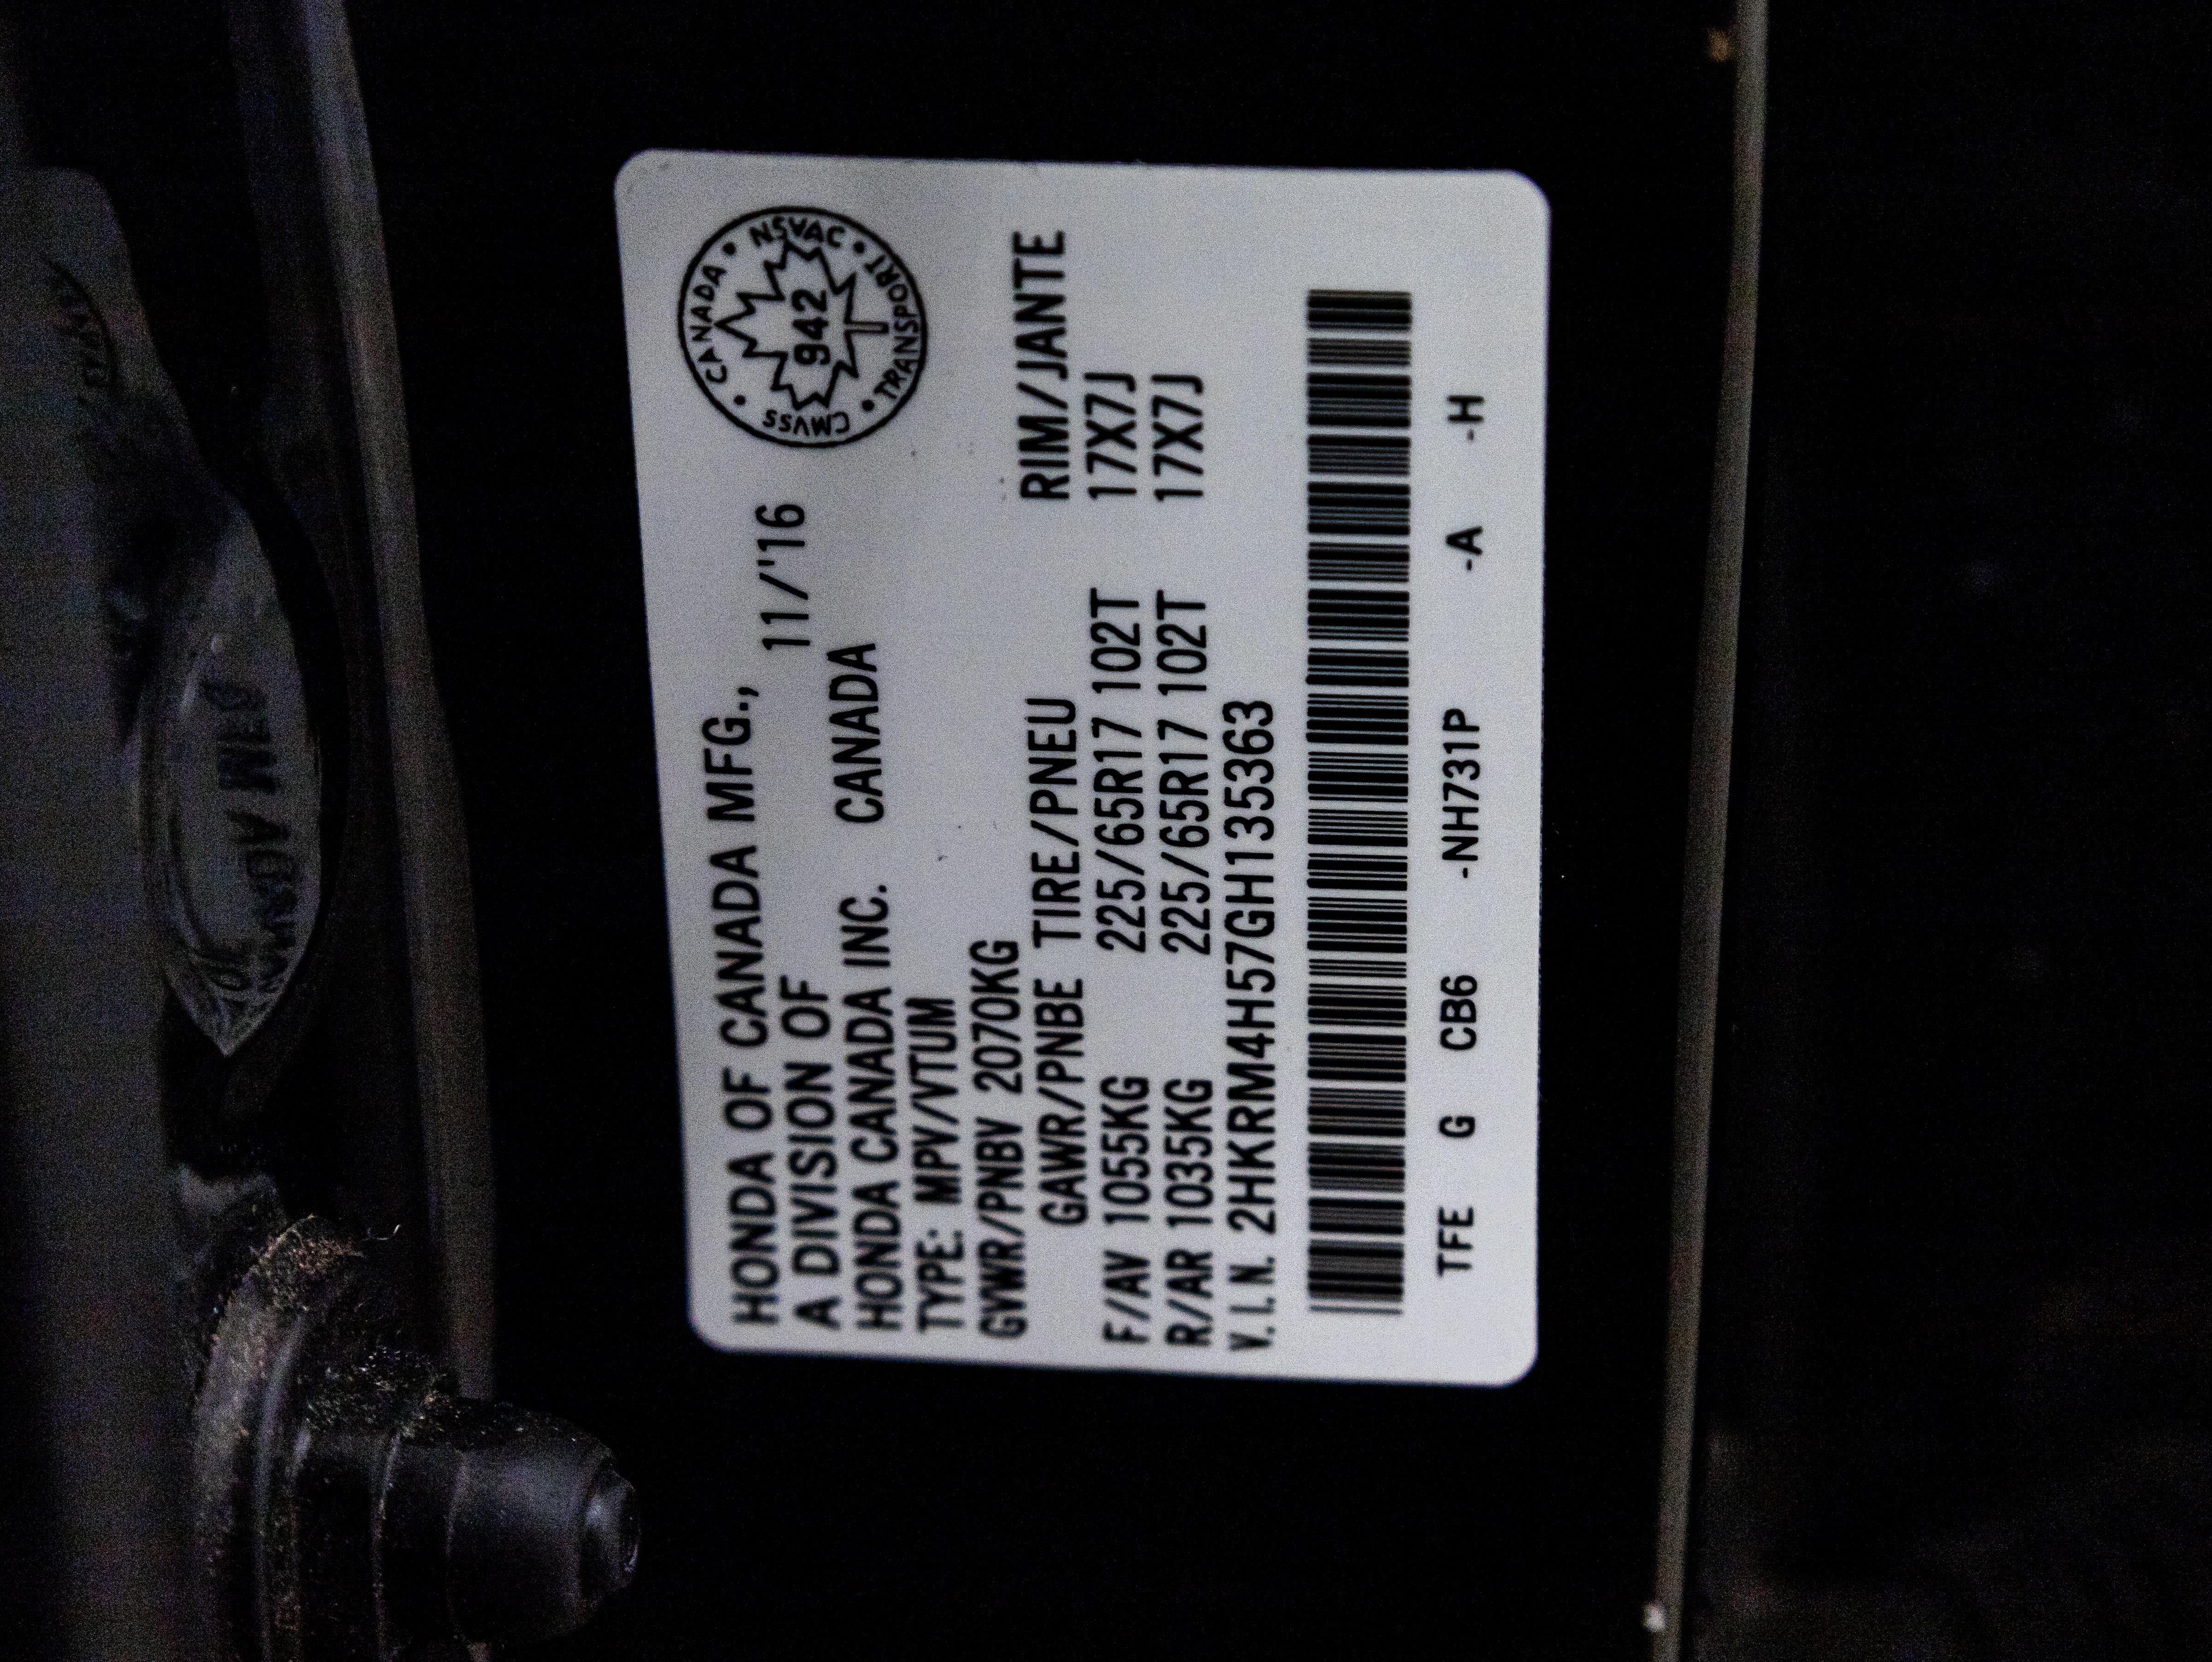 HONDA OF CANADA MFG.,
A DIVISION OF 11/'16
HONDA CANADA INC. CANADA
TYPE: MPV/VTUM
GVWR/PNBV 2070KG
GAWR/PNBE TIRE/PNEU RIM/JANTE
F/AV 1055KG 225/65R17 102T 17X7J
R/AR 1035KG 225/65R17 102T 17X7J
V.I.N. 2HKRM4H57GH135363
TFE G CB6 -NH731P -A -H
CANADA • NSVAC • TRANSPORT • CMVSS •
942